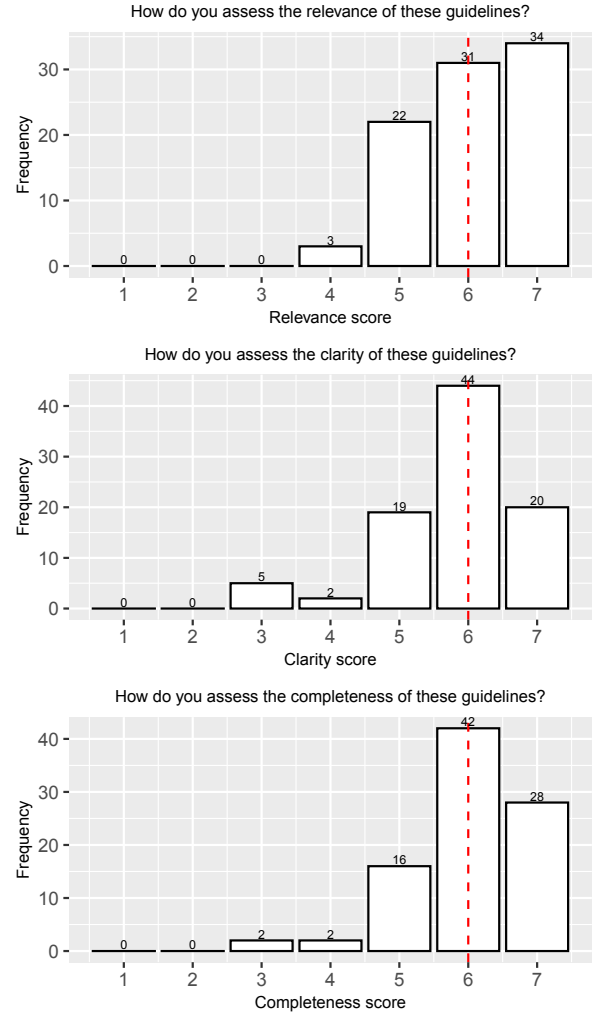 How do you assess the relevance of these guidelines?
34
31
30
22
20
10
3
0 0 0
0
1 2 3 4 5 6 7
Frequency
Relevance score
How do you assess the clarity of these guidelines?
44
40
30
20
19
20
10
5
2
0 0
0
1 2 3 4 5 6 7
Frequency
Clarity score
How do you assess the completeness of these guidelines?
42
40
30
28
20
16
10
2 2
0 0
0
1 2 3 4 5 6 7
Frequency
Completeness score